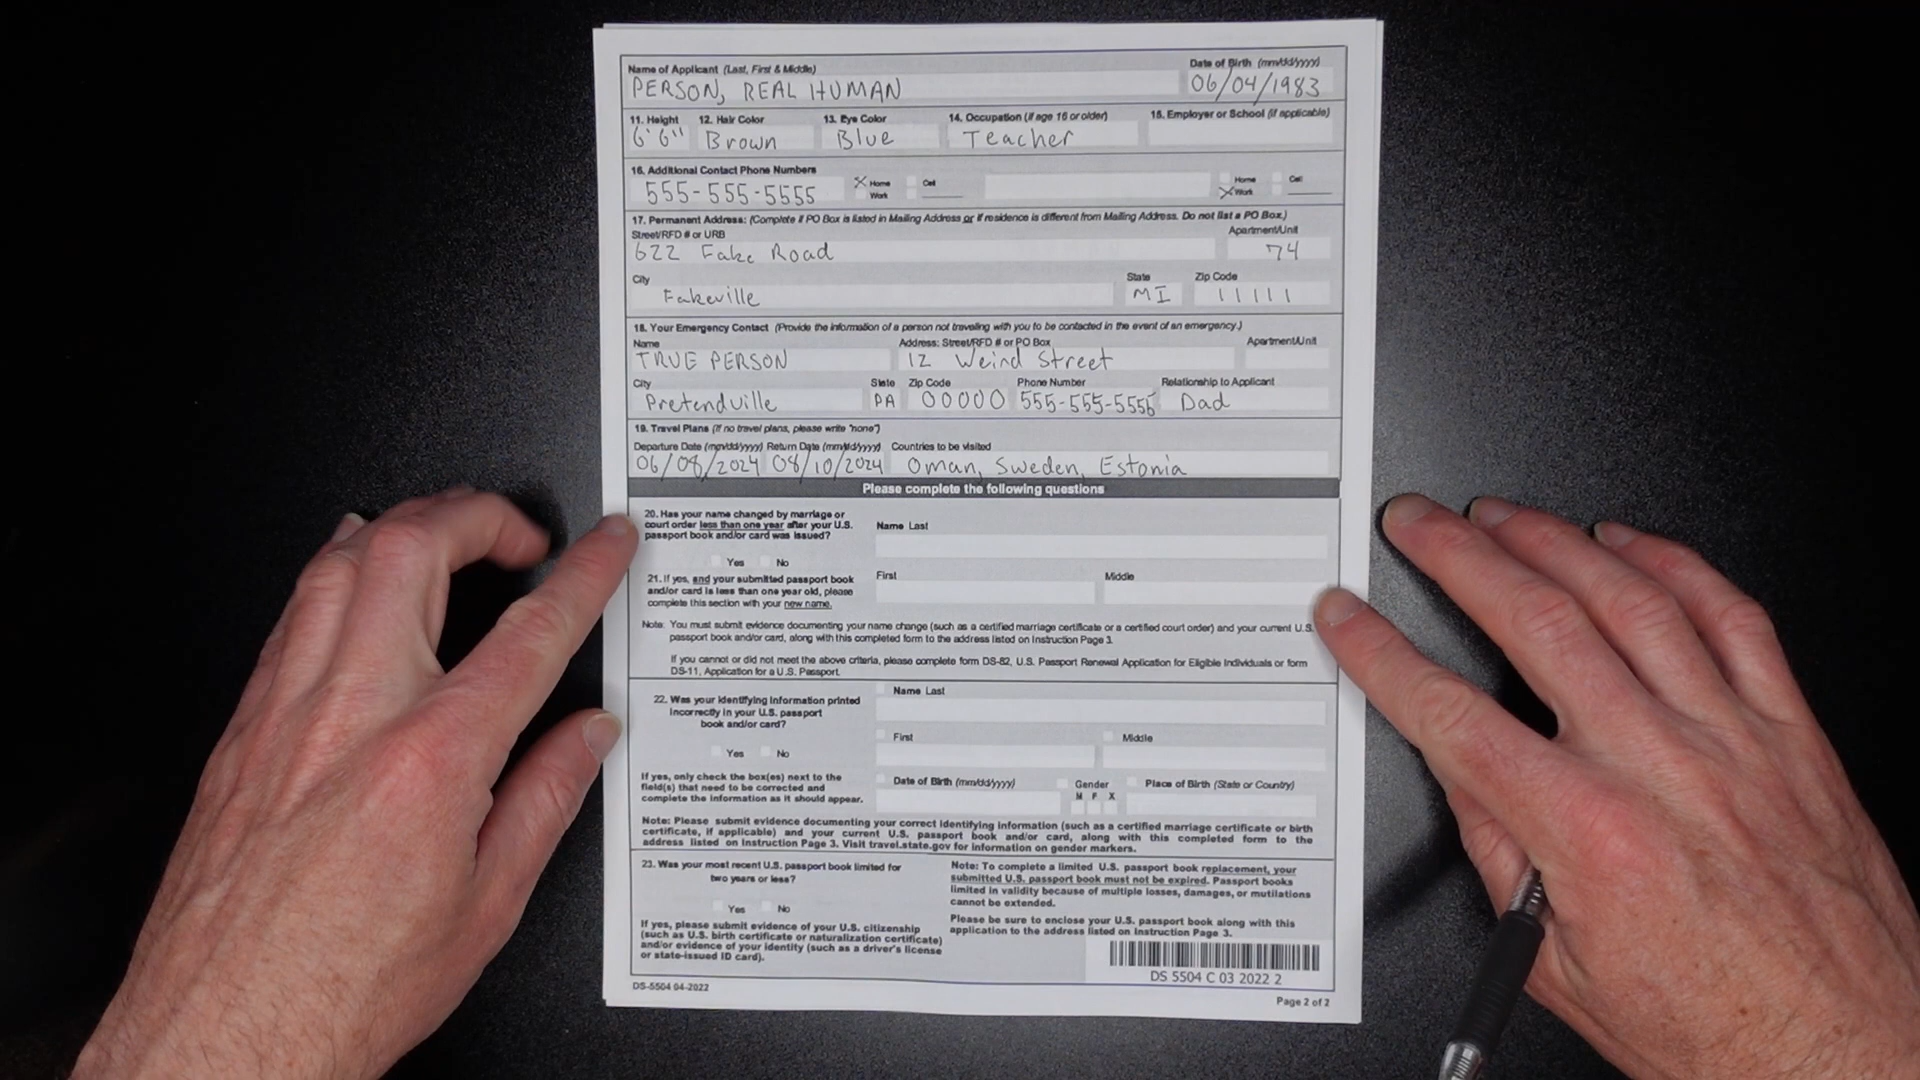 Name of Applicant (Last, First & Middle) Date of Birth (mm/dd/yyyy)
PERSON, REAL HUMAN 06/04/1983
11. Height 12. Hair Color 13. Eye Color 14. Occupation (if age 16 or older) 15. Employer or School (if applicable)
6'6" Brown Blue Teacher
16. Additional Contact Phone Numbers
555-555-5555 Home Cell Home Cell
Work Work
17. Permanent Address: (Complete if PO Box is listed in Mailing Address or if residence is different from Mailing Address. Do not list a PO Box.)
Street/RFD # or URB Apartment/Unit
622 Fake Road 74
City State Zip Code
Fakeville MI 11111
18. Your Emergency Contact (Provide the information of a person not traveling with you to be contacted in the event of an emergency.)
Name Address: Street/RFD # or PO Box Apartment/Unit
TRUE PERSON 12 Weird Street
City State Zip Code Phone Number Relationship to Applicant
Pretendville PA 00000 555-555-5556 Dad
19. Travel Plans (If no travel plans, please write "none")
Departure Date (mm/dd/yyyy) Return Date (mm/dd/yyyy) Countries to be visited
06/08/2024 08/10/2024 Oman, Sweden, Estonia
Please complete the following questions
20. Has your name changed by marriage or
court order less than one year after your U.S.
passport book and/or card was issued?
Yes No
Name Last
21. If yes, and your submitted passport book
and/or card is less than one year old, please
complete this section with your new name.
First Middle
Note: You must submit evidence documenting your name change (such as a certified marriage certificate or a certified court order) and your current U.S.
passport book and/or card, along with this completed form to the address listed on Instruction Page 3.
If you cannot or did not meet the above criteria, please complete form DS-82, U.S. Passport Renewal Application for Eligible Individuals or form
DS-11, Application for a U.S. Passport.
22. Was your identifying information printed
incorrectly in your U.S. passport
book and/or card?
Yes No
Name Last
First Middle
If yes, only check the box(es) next to the
field(s) that need to be corrected and
complete the information as it should appear.
Date of Birth (mm/dd/yyyy) Gender Place of Birth (State or Country)
M F X
Note: Please submit evidence documenting your correct identifying information (such as a certified marriage certificate or birth
certificate, if applicable) and your current U.S. passport book and/or card, along with this completed form to the
address listed on Instruction Page 3. Visit travel.state.gov for information on gender markers.
23. Was your most recent U.S. passport book limited for
two years or less?
Yes No
If yes, please submit evidence of your U.S. citizenship
(such as U.S. birth certificate or naturalization certificate)
and/or evidence of your identity (such as a driver's license
or state-issued ID card).
Note: To complete a limited U.S. passport book replacement, your
submitted U.S. passport book must not be expired. Passport books
limited in validity because of multiple losses, damages, or mutilations
cannot be extended.
Please be sure to enclose your U.S. passport book along with this
application to the address listed on Instruction Page 3.
DS 5504 C 03 2022 2
DS-5504 04-2022 Page 2 of 2